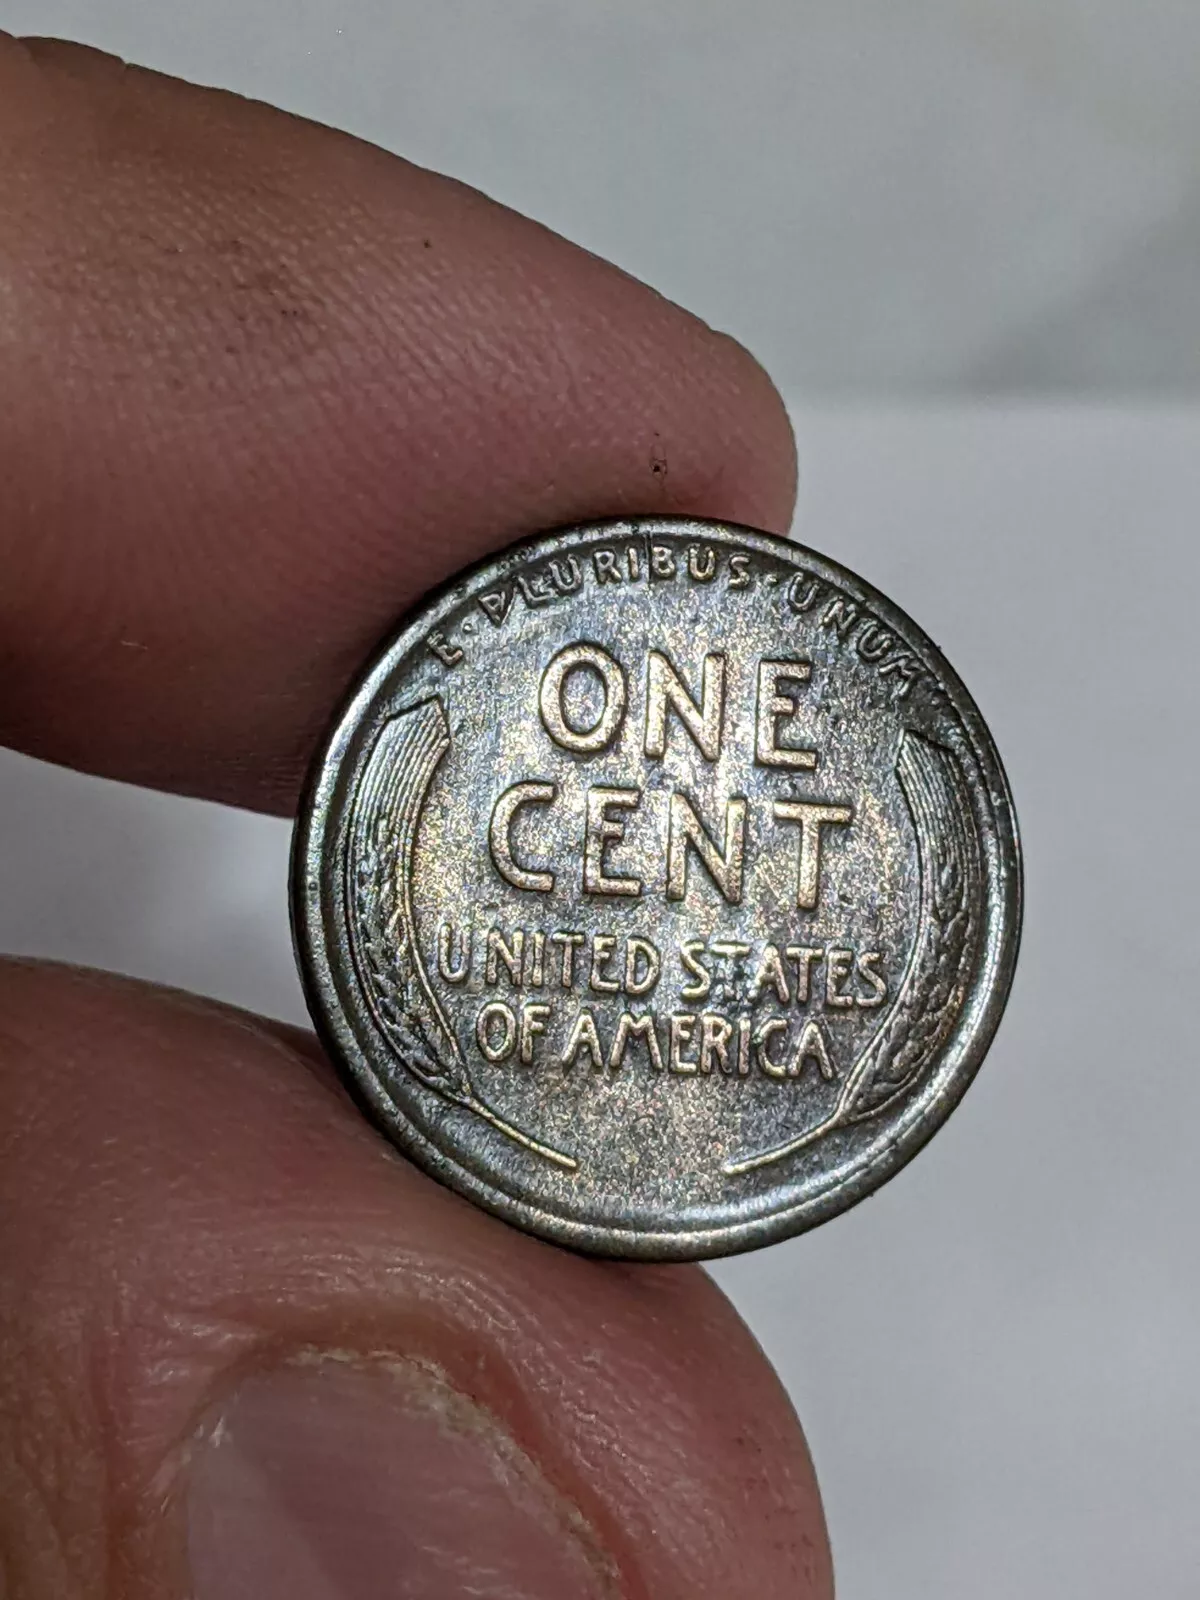 E·PLURIBUS·UNUM
ONE
CENT
UNITED STATES
OF AMERICA